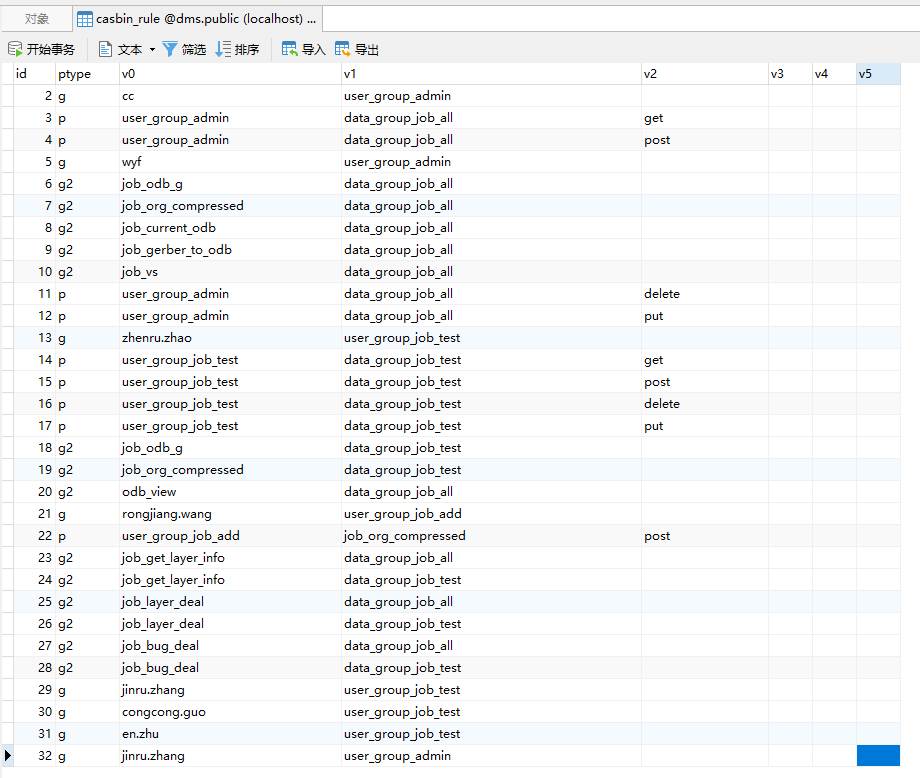 对象 casbin_rule @dms.public (localhost) ...
开始事务 文本 筛选 排序 导入 导出
id ptype v0 v1 v2 v3 v4 v5
2 g cc user_group_admin
3 p user_group_admin data_group_job_all get
4 p user_group_admin data_group_job_all post
5 g wyf user_group_admin
6 g2 job_odb_g data_group_job_all
7 g2 job_org_compressed data_group_job_all
8 g2 job_current_odb data_group_job_all
9 g2 job_gerber_to_odb data_group_job_all
10 g2 job_vs data_group_job_all
11 p user_group_admin data_group_job_all delete
12 p user_group_admin data_group_job_all put
13 g zhenru.zhao user_group_job_test
14 p user_group_job_test data_group_job_test get
15 p user_group_job_test data_group_job_test post
16 p user_group_job_test data_group_job_test delete
17 p user_group_job_test data_group_job_test put
18 g2 job_odb_g data_group_job_test
19 g2 job_org_compressed data_group_job_test
20 g2 odb_view data_group_job_all
21 g rongjiang.wang user_group_job_add
22 p user_group_job_add job_org_compressed post
23 g2 job_get_layer_info data_group_job_all
24 g2 job_get_layer_info data_group_job_test
25 g2 job_layer_deal data_group_job_all
26 g2 job_layer_deal data_group_job_test
27 g2 job_bug_deal data_group_job_all
28 g2 job_bug_deal data_group_job_test
29 g jinru.zhang user_group_job_test
30 g congcong.guo user_group_job_test
31 g en.zhu user_group_job_test
32 g jinru.zhang user_group_admin